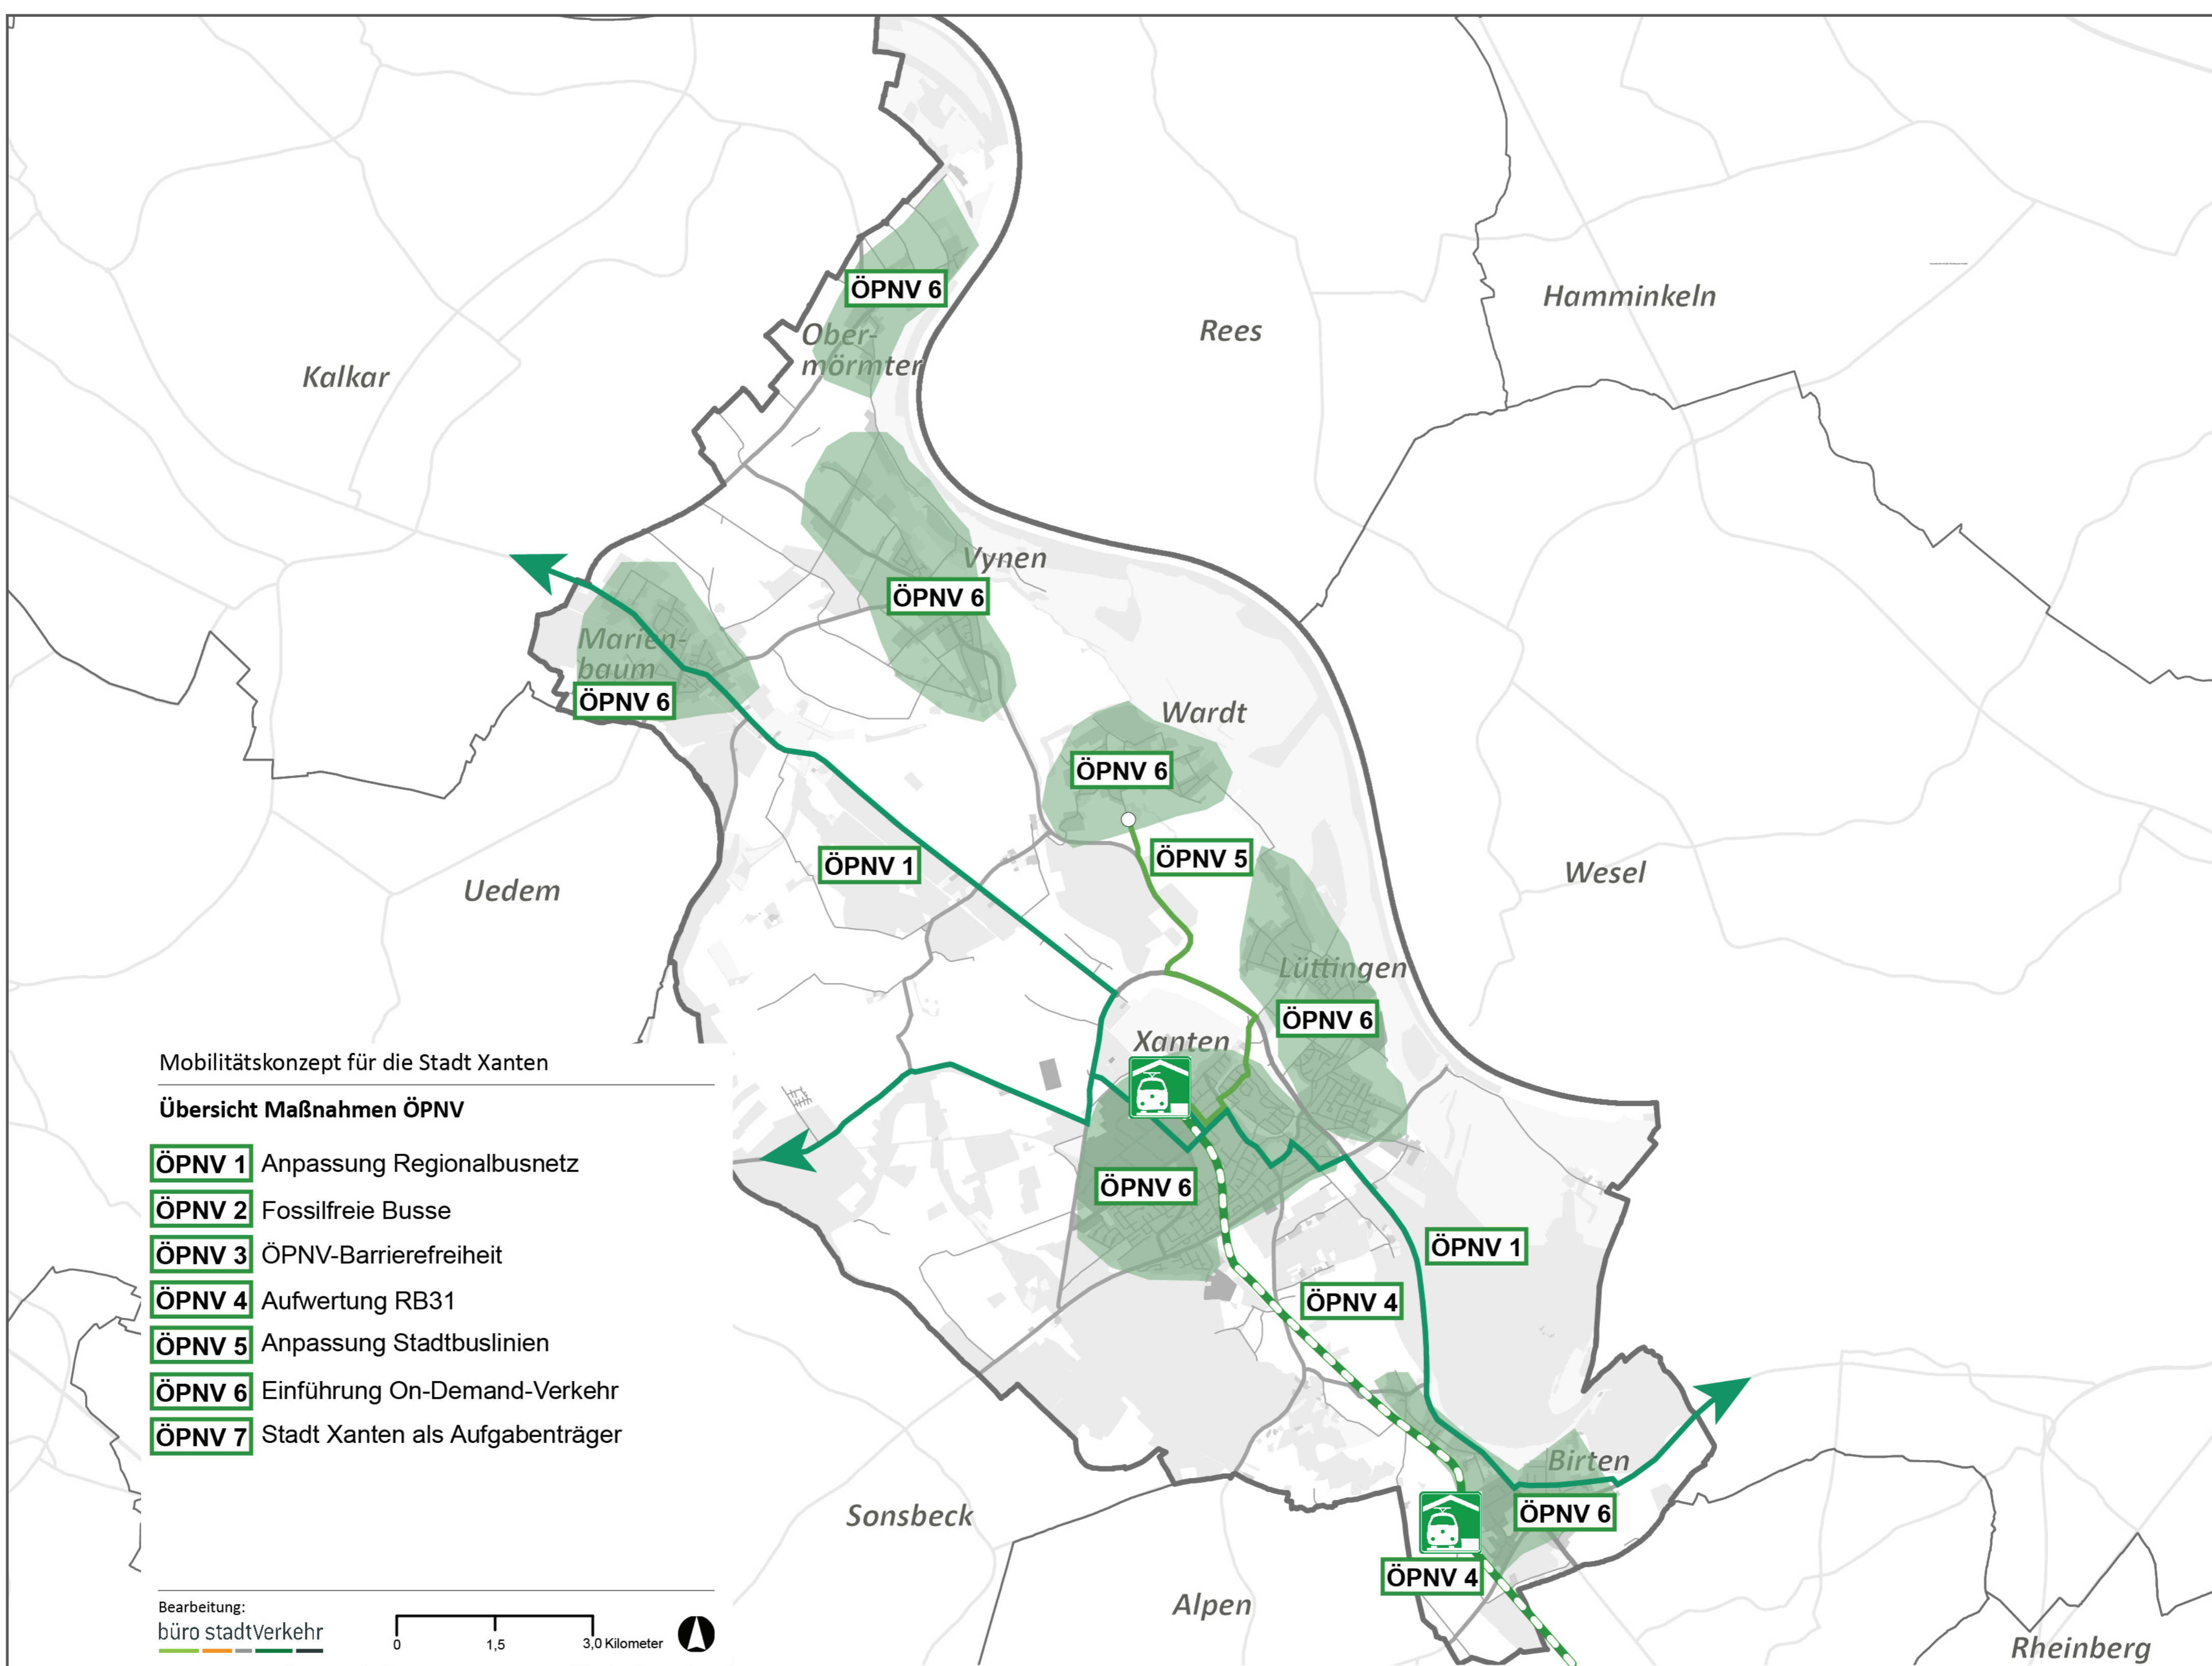 ÖPNV 6
Ober-
mörmter
Hamminkeln
Rees
Kalkar
Vynen
ÖPNV 6
Marien-
baum
ÖPNV 6
Wardt
ÖPNV 6
ÖPNV 5
ÖPNV 1
Wesel
Uedem
Lüttingen
ÖPNV 6
Xanten
ÖPNV 6
ÖPNV 1
ÖPNV 4
Birten
ÖPNV 6
ÖPNV 4
Sonsbeck
Alpen
Rheinberg
Mobilitätskonzept für die Stadt Xanten
Übersicht Maßnahmen ÖPNV
ÖPNV 1 Anpassung Regionalbusnetz
ÖPNV 2 Fossilfreie Busse
ÖPNV 3 ÖPNV-Barrierefreiheit
ÖPNV 4 Aufwertung RB31
ÖPNV 5 Anpassung Stadtbuslinien
ÖPNV 6 Einführung On-Demand-Verkehr
ÖPNV 7 Stadt Xanten als Aufgabenträger
Bearbeitung:
büro stadtVerkehr
0 1,5 3,0 Kilometer